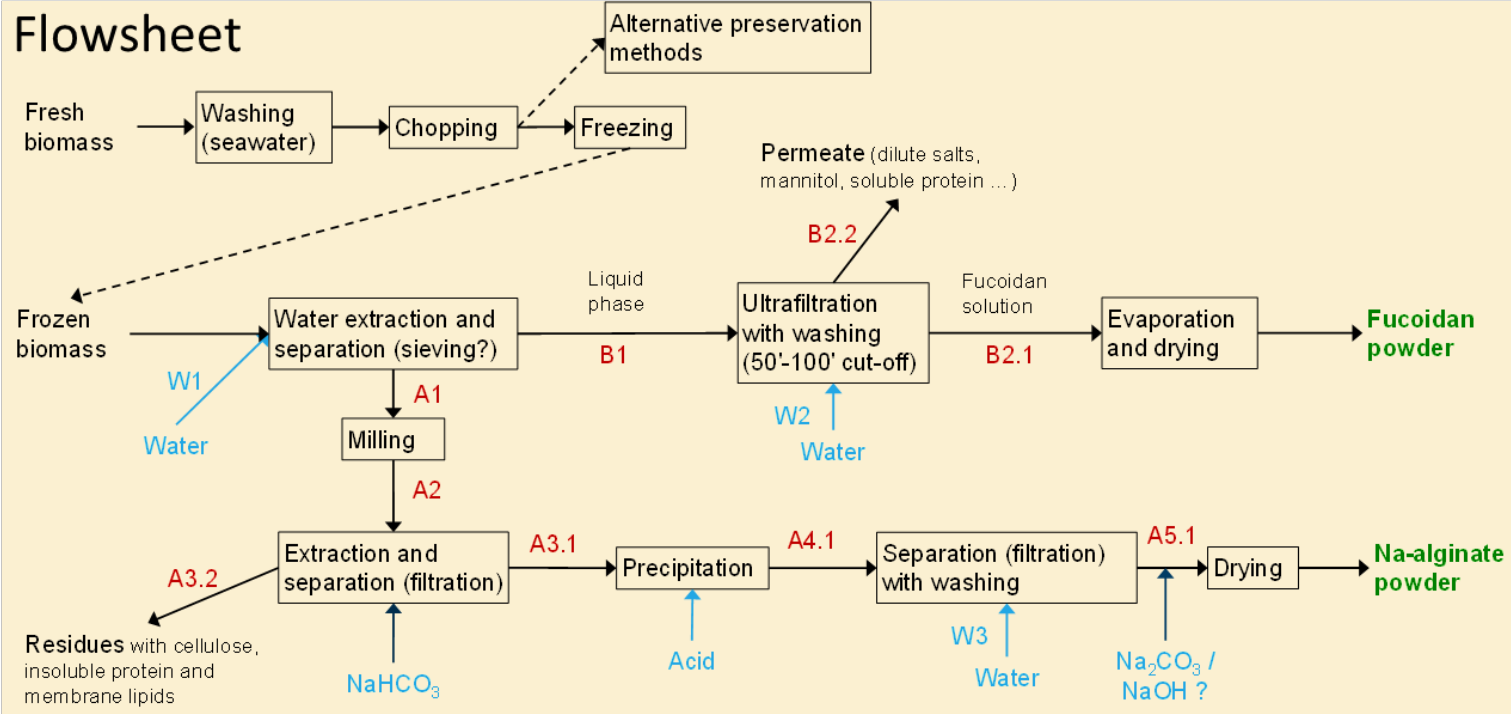 Flowsheet
Alternative preservation
methods
Fresh
biomass
Washing
(seawater)
Chopping
Freezing
Permeate (dilute salts,
mannitol, soluble protein ...)
B2.2
Liquid
phase
Fucoidan
solution
Frozen
biomass
Water extraction and
separation (sieving?)
B1
Ultrafiltration
with washing
(50'-100' cut-off)
B2.1
Evaporation
and drying
Fucoidan
powder
W1
Water
A1
W2
Water
Milling
A2
Extraction and
separation (filtration)
A3.1
Precipitation
A4.1
Separation (filtration)
with washing
A5.1
Drying
Na-alginate
powder
A3.2
Residues with cellulose,
insoluble protein and
membrane lipids
NaHCO₃
Acid
W3
Water
Na₂CO₃ /
NaOH ?